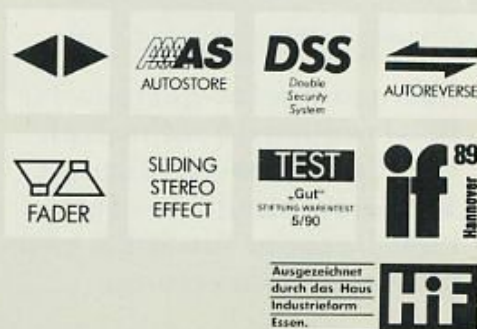 AS
AUTOSTORE
DSS
Double
Security
System
AUTOREVERSE
FADER
SLIDING
STEREO
EFFECT
TEST
„Gut“
STIFTUNG WARENTEST
5/90
if
89
Hannover
Ausgezeichnet
durch das Haus
Industrieform
Essen.
HiF